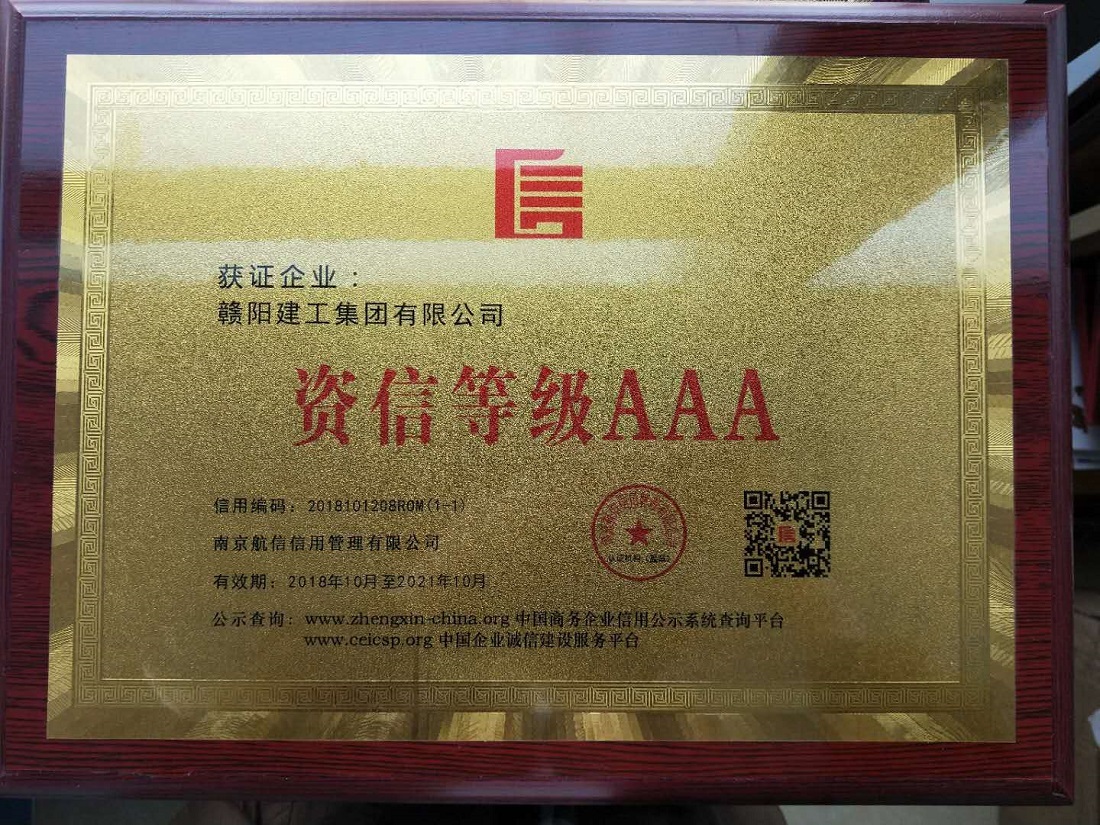 获证企业：
赣阳建工集团有限公司
资信等级AAA
信用编码：2018101208R0M(1-1)
南京航信信用管理有限公司
有效期：2018年10月至2021年10月
公示查询：www.zhengxin-china.org 中国商务企业信用公示系统查询平台
www.ceicsp.org 中国企业诚信建设服务平台